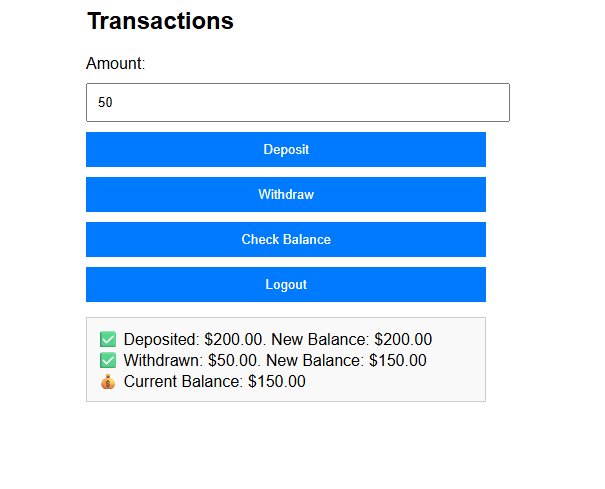 Transactions
Amount:
50
Deposit
Withdraw
Check Balance
Logout
✅ Deposited: $200.00. New Balance: $200.00
✅ Withdrawn: $50.00. New Balance: $150.00
💰 Current Balance: $150.00